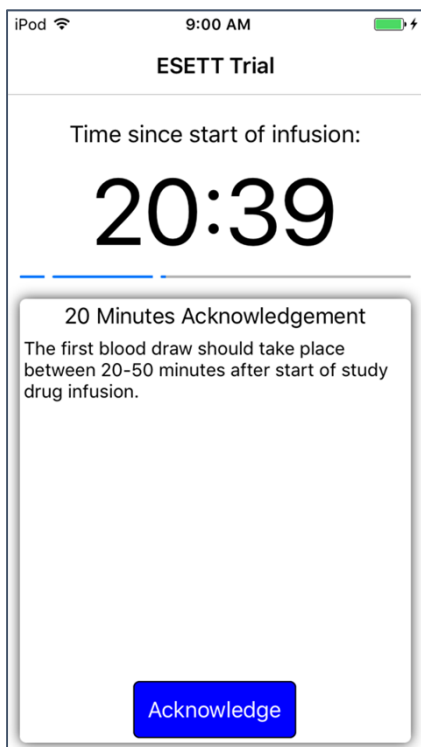 iPod 9:00 AM
ESETT Trial
Time since start of infusion:
20:39
20 Minutes Acknowledgement
The first blood draw should take place
between 20-50 minutes after start of study
drug infusion.
Acknowledge